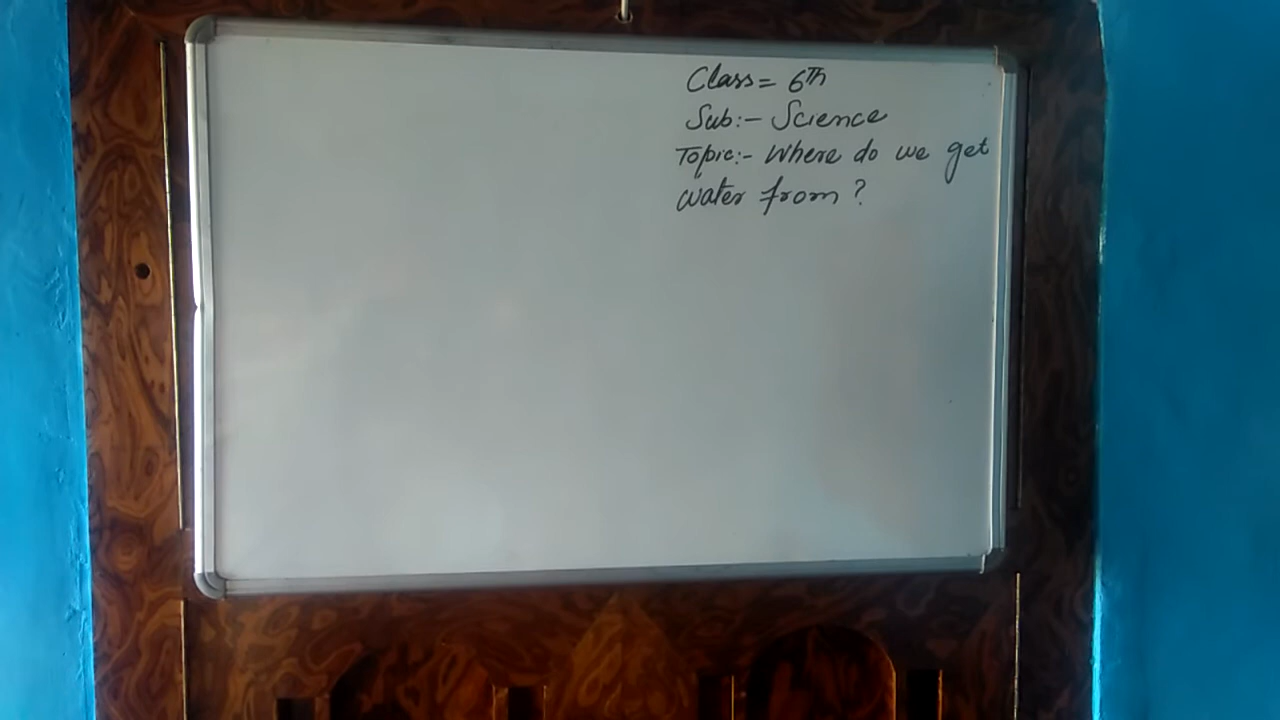 Class= 6th
Sub:- Science
Topic:- Where do we get
water from?